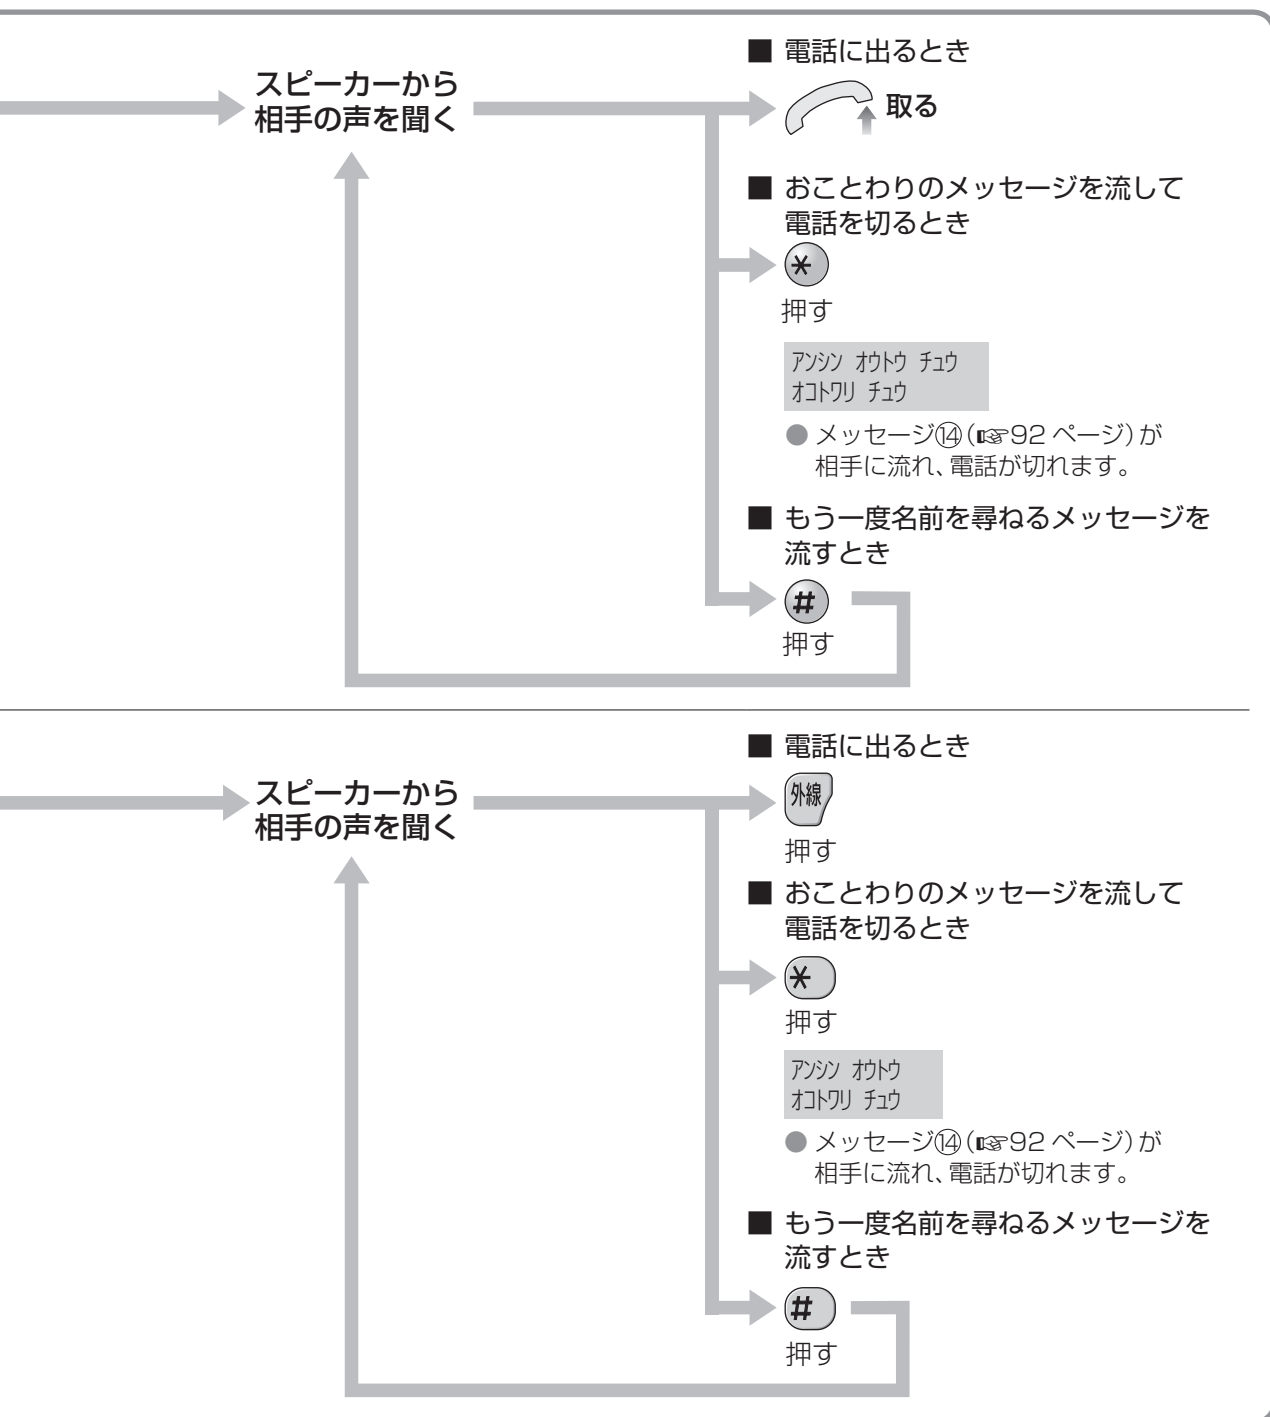 スピーカーから
相手の声を聞く
■ 電話に出るとき
取る
■ おことわりのメッセージを流して
電話を切るとき
＊
押す
ｱﾝｼﾝ ｵｳﾄｳ ﾁｭｳ
ｵｺﾄﾜﾘ ﾁｭｳ
● メッセージ⑭(☞92 ページ)が
相手に流れ、電話が切れます。
■ もう一度名前を尋ねるメッセージを
流すとき
#
押す
スピーカーから
相手の声を聞く
■ 電話に出るとき
外線
押す
■ おことわりのメッセージを流して
電話を切るとき
＊
押す
ｱﾝｼﾝ ｵｳﾄｳ
ｵｺﾄﾜﾘ ﾁｭｳ
● メッセージ⑭(☞92 ページ)が
相手に流れ、電話が切れます。
■ もう一度名前を尋ねるメッセージを
流すとき
#
押す